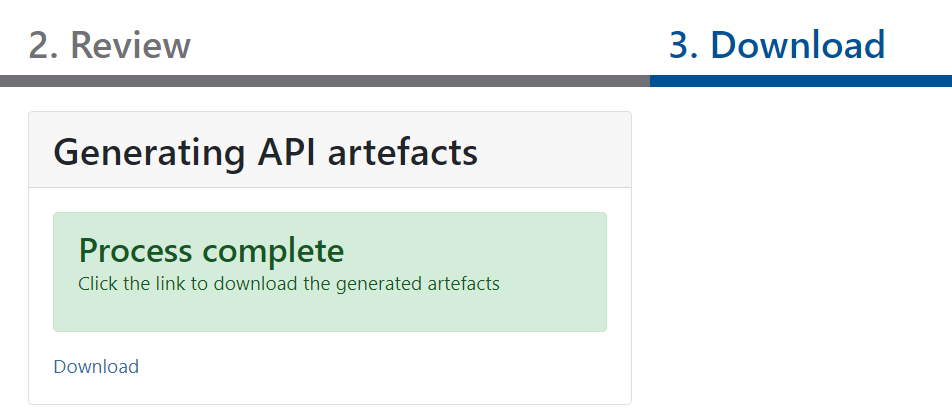 2. Review
3. Download
Generating API artefacts
Process complete
Click the link to download the generated artefacts
Download